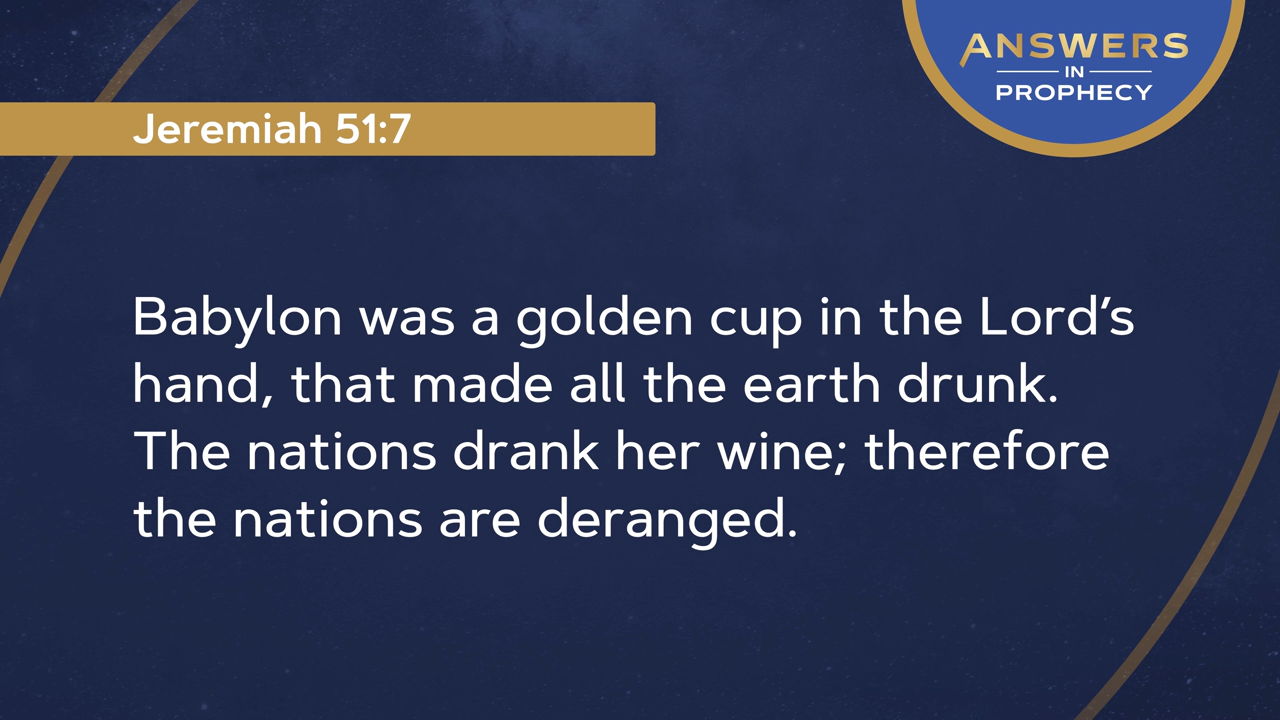 ANSWERS
IN
PROPHECY
Jeremiah 51:7
Babylon was a golden cup in the Lord’s
hand, that made all the earth drunk.
The nations drank her wine; therefore
the nations are deranged.